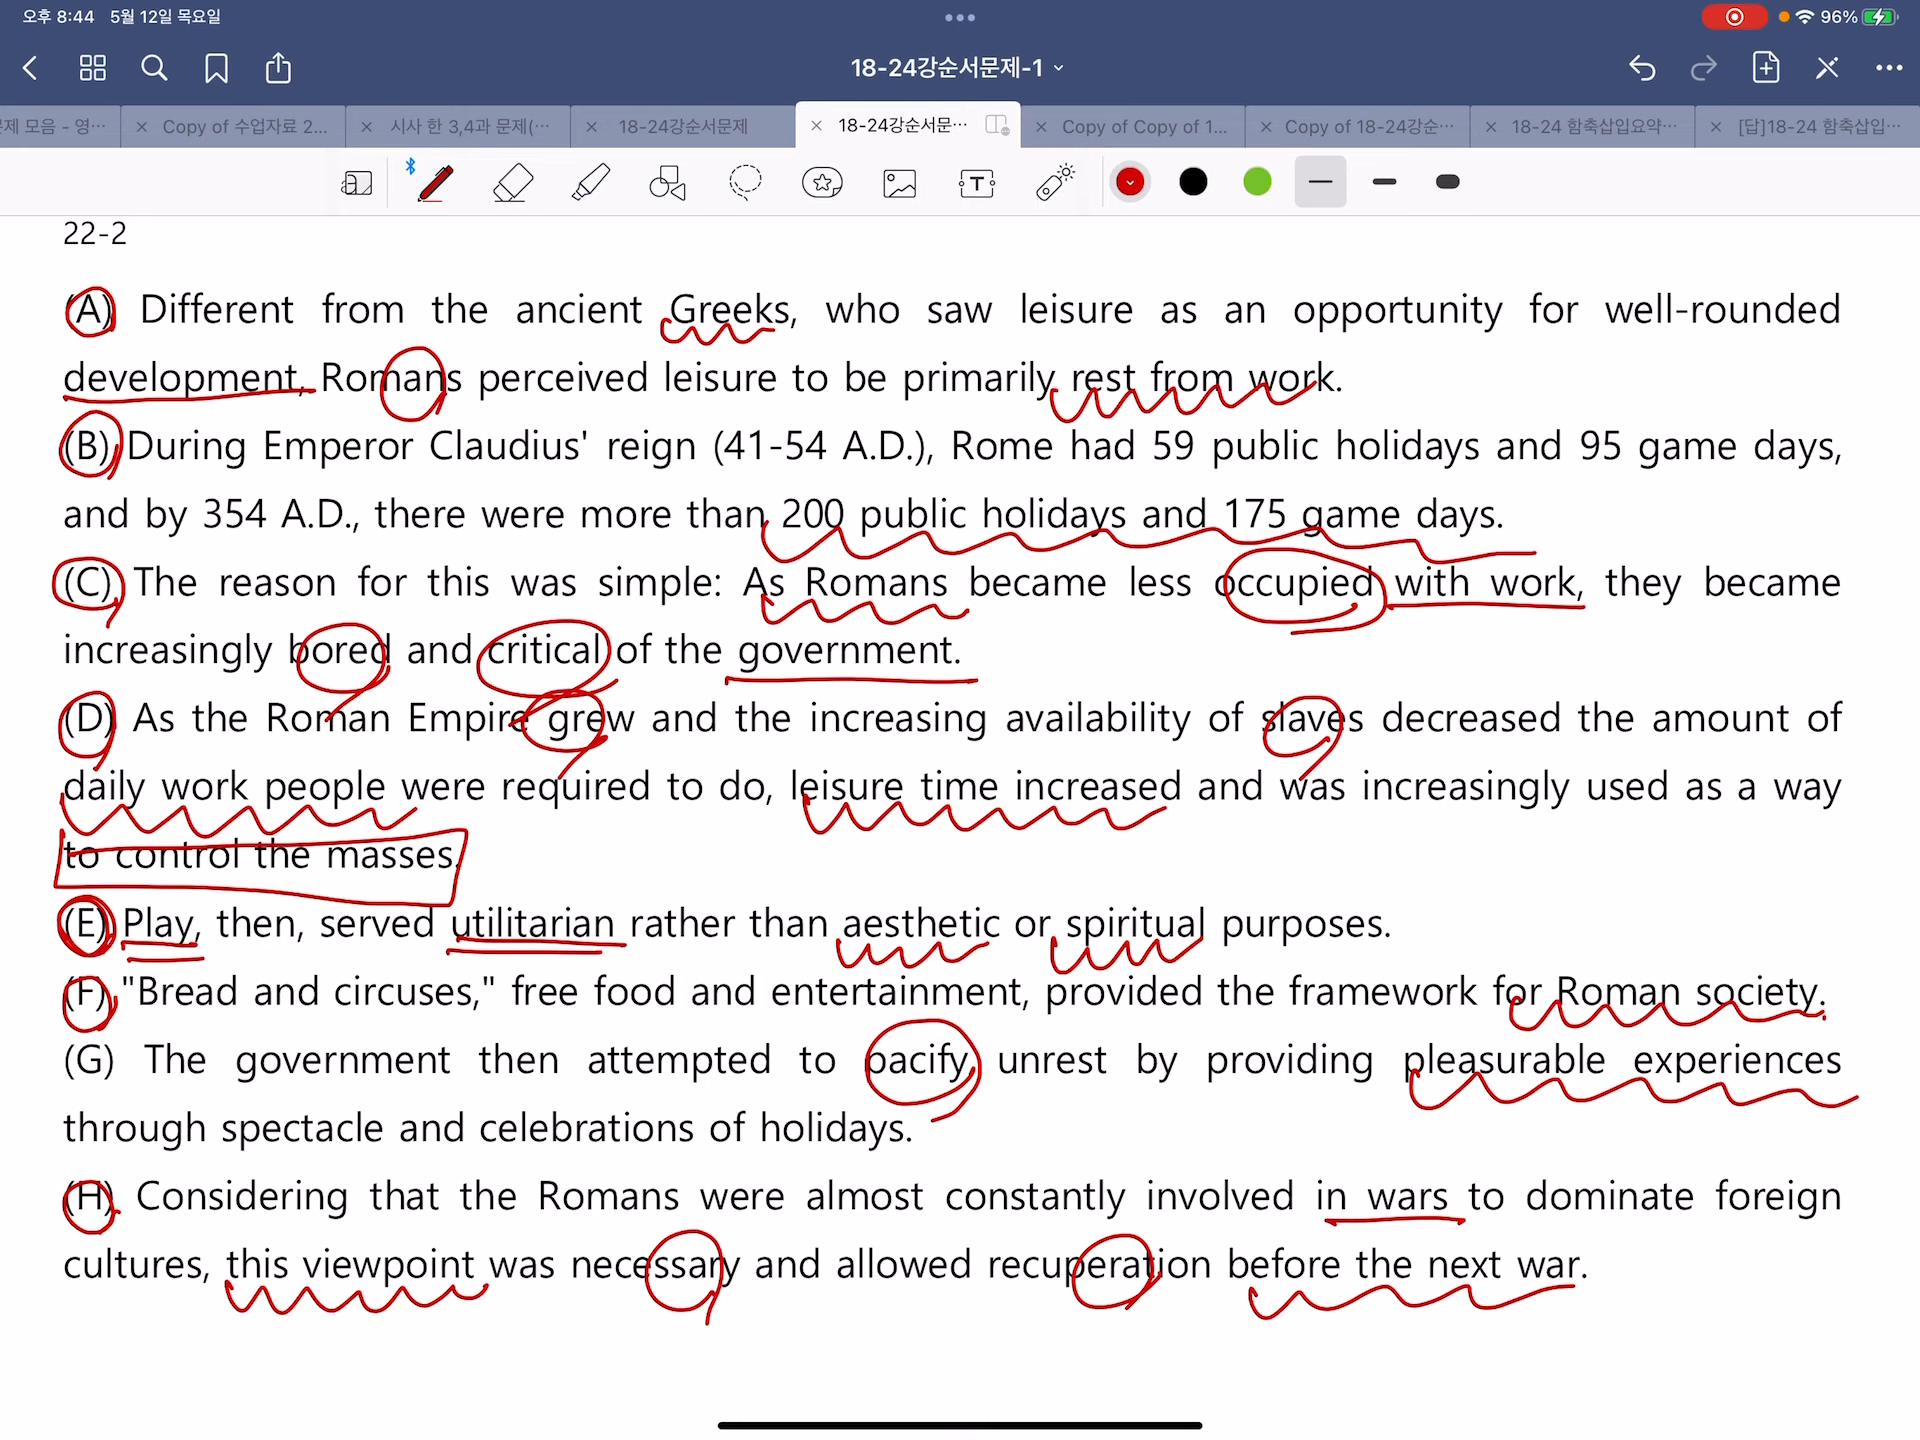 오후 8:44 5월 12일 목요일
96%
18-24강순서문제-1
제 모음 - 영…
Copy of 수업자료 2...
시사 한 3,4과 문제(…
18-24강순서문제
18-24강순서문…
Copy of Copy of 1...
Copy of 18-24강순…
18-24 함축삽입요약…
[답]18-24 함축삽입…
22-2
(A) Different from the ancient Greeks, who saw leisure as an opportunity for well-rounded
development, Romans perceived leisure to be primarily rest from work.
(B) During Emperor Claudius' reign (41-54 A.D.), Rome had 59 public holidays and 95 game days,
and by 354 A.D., there were more than 200 public holidays and 175 game days.
(C) The reason for this was simple: As Romans became less occupied with work, they became
increasingly bored and critical of the government.
(D) As the Roman Empire grew and the increasing availability of slaves decreased the amount of
daily work people were required to do, leisure time increased and was increasingly used as a way
to control the masses.
(E) Play, then, served utilitarian rather than aesthetic or spiritual purposes.
(F) "Bread and circuses," free food and entertainment, provided the framework for Roman society.
(G) The government then attempted to pacify unrest by providing pleasurable experiences
through spectacle and celebrations of holidays.
(H) Considering that the Romans were almost constantly involved in wars to dominate foreign
cultures, this viewpoint was necessary and allowed recuperation before the next war.